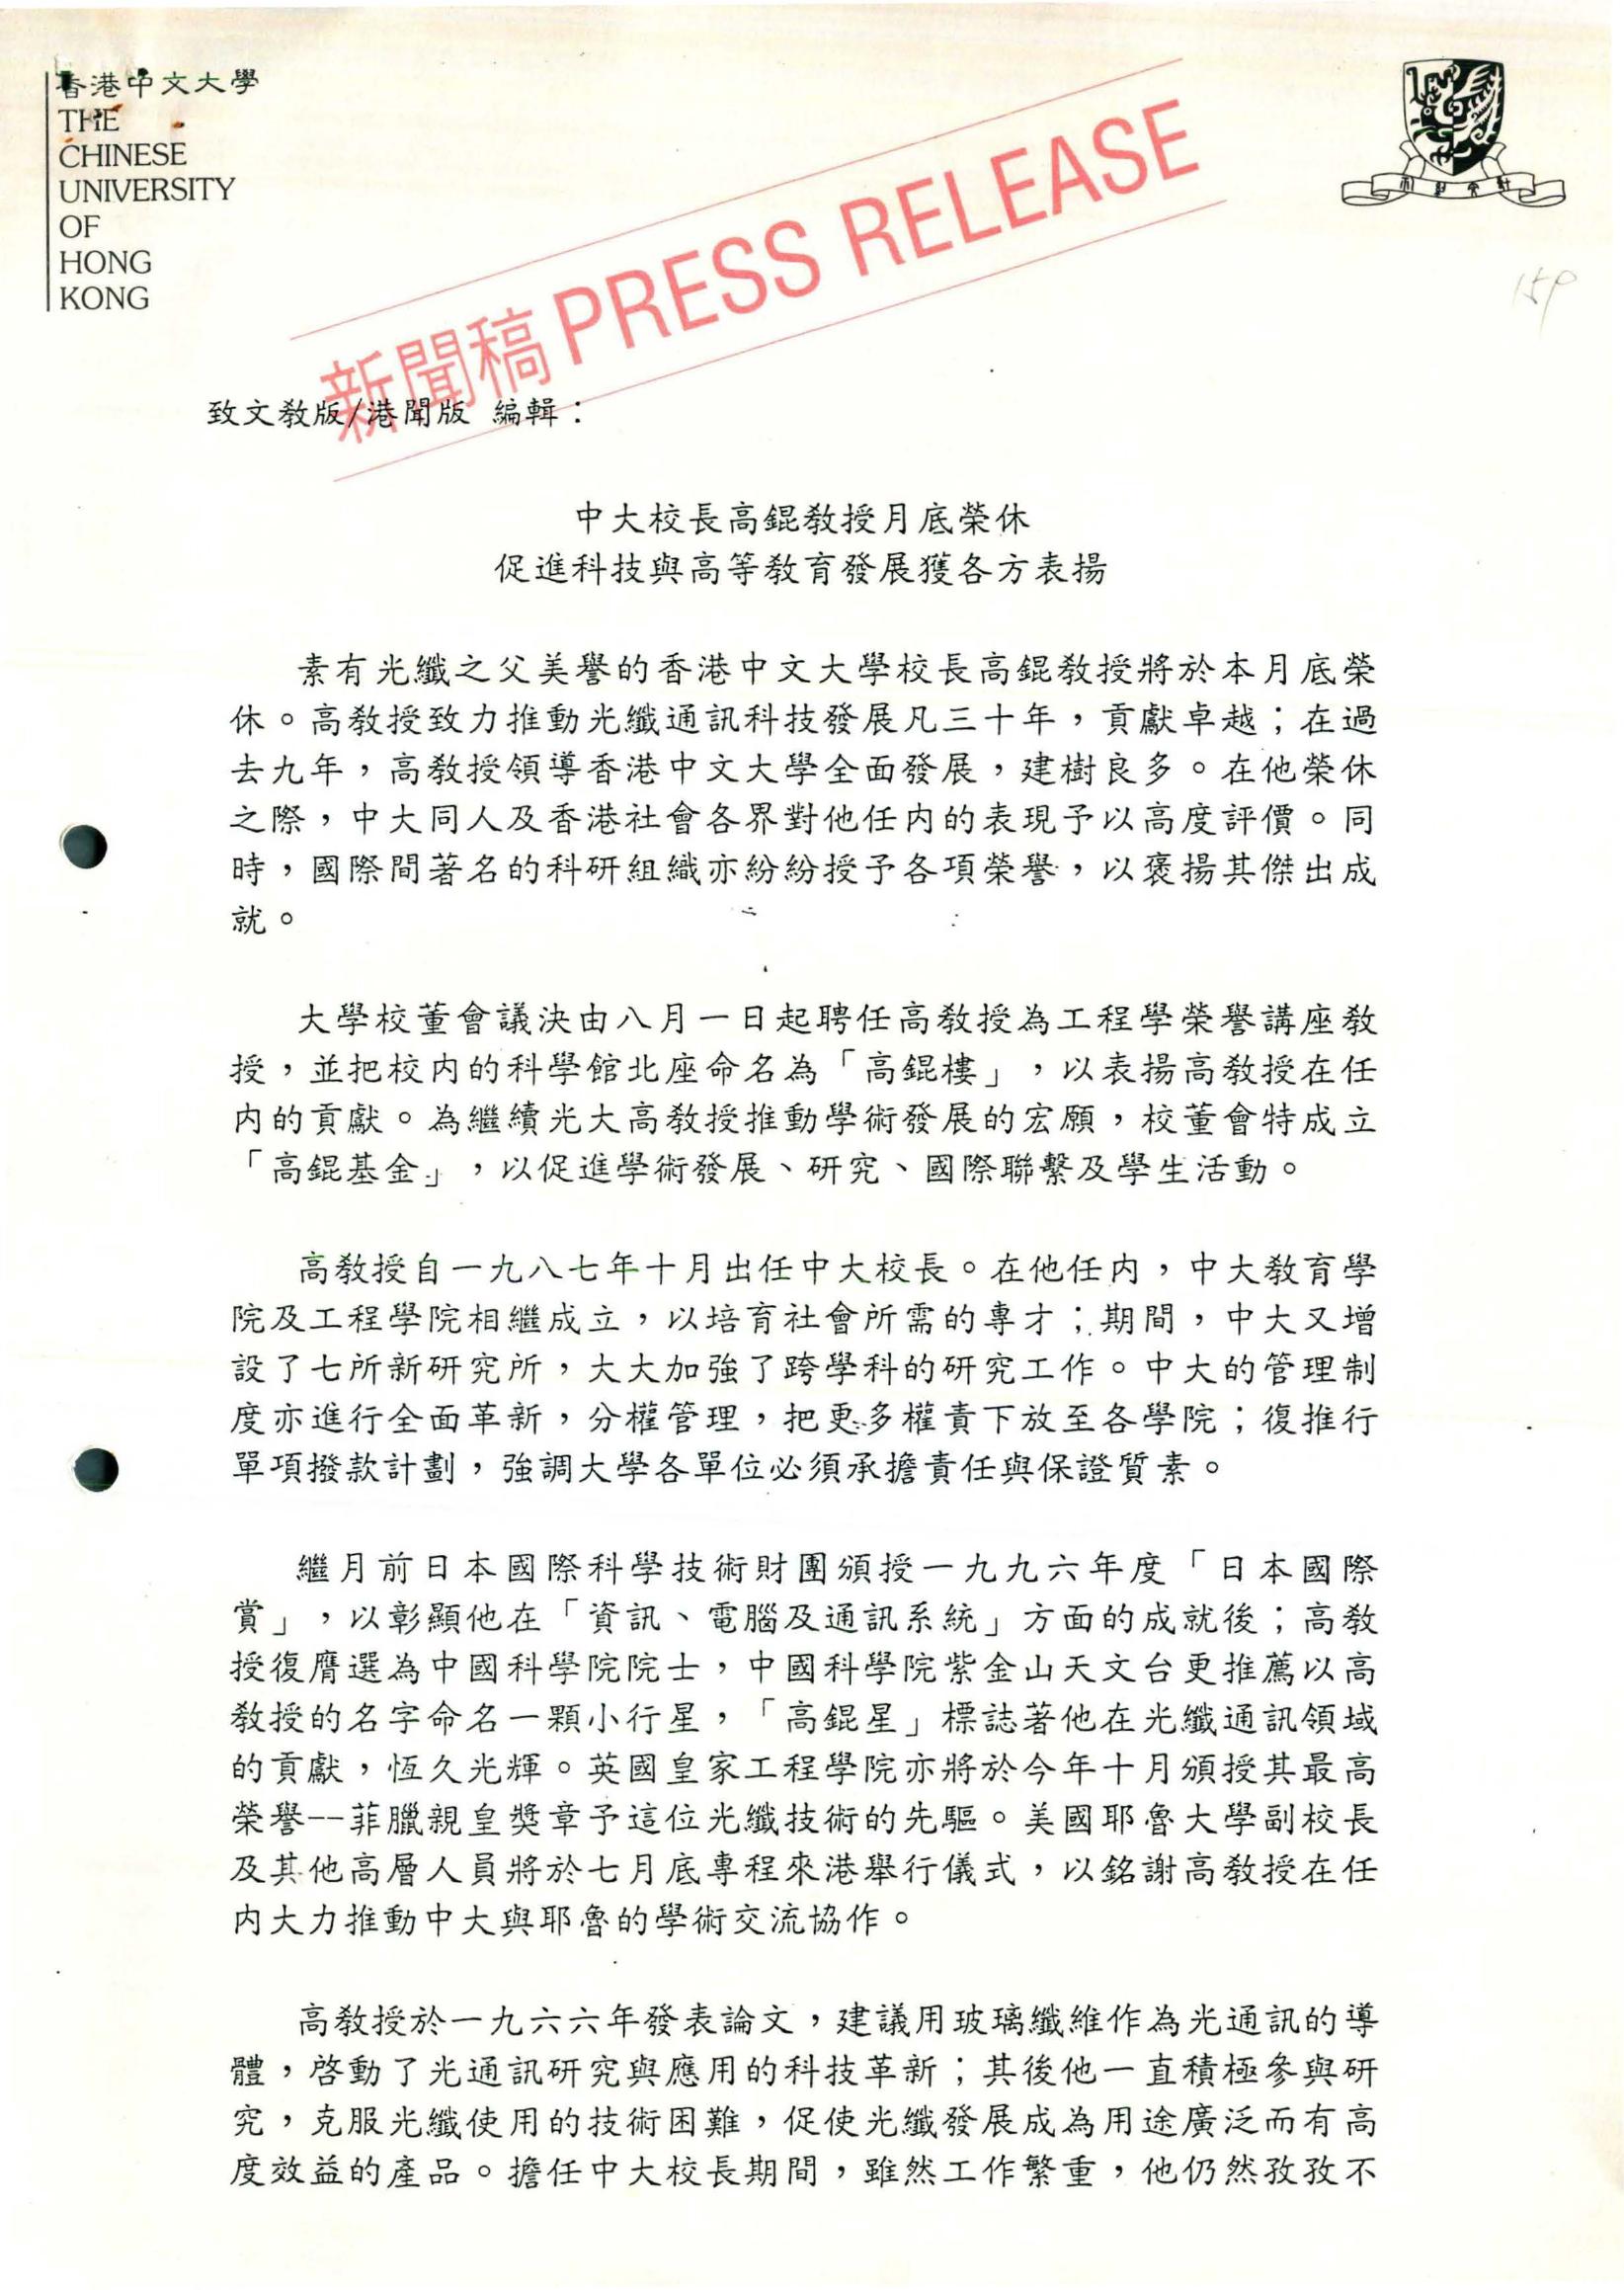 香港中文大學
THE
CHINESE
UNIVERSITY
OF
HONG
KONG
新聞稿 PRESS RELEASE
159
致文教版/港聞版 編輯：
中大校長高錕教授月底榮休
促進科技與高等教育發展獲各方表揚
素有光纖之父美譽的香港中文大學校長高錕教授將於本月底榮
休。高教授致力推動光纖通訊科技發展凡三十年，貢獻卓越；在過
去九年，高教授領導香港中文大學全面發展，建樹良多。在他榮休
之際，中大同人及香港社會各界對他任內的表現予以高度評價。同
時，國際間著名的科研組織亦紛紛授予各項榮譽，以褒揚其傑出成
就。
大學校董會議決由八月一日起聘任高教授為工程學榮譽講座教
授，並把校內的科學館北座命名為「高錕樓」，以表揚高教授在任
內的貢獻。為繼續光大高教授推動學術發展的宏願，校董會特成立
「高錕基金」，以促進學術發展、研究、國際聯繫及學生活動。
高教授自一九八七年十月出任中大校長。在他任內，中大教育學
院及工程學院相繼成立，以培育社會所需的專才；期間，中大又增
設了七所新研究所，大大加強了跨學科的研究工作。中大的管理制
度亦進行全面革新，分權管理，把更多權責下放至各學院；復推行
單項撥款計劃，強調大學各單位必須承擔責任與保證質素。
繼月前日本國際科學技術財團頒授一九九六年度「日本國際
賞」，以彰顯他在「資訊、電腦及通訊系統」方面的成就後；高教
授復膺選為中國科學院院士，中國科學院紫金山天文台更推薦以高
教授的名字命名一顆小行星，「高錕星」標誌著他在光纖通訊領域
的貢獻，恆久光輝。英國皇家工程學院亦將於今年十月頒授其最高
榮譽--菲臘親皇獎章予這位光纖技術的先驅。美國耶魯大學副校長
及其他高層人員將於七月底專程來港舉行儀式，以銘謝高教授在任
內大力推動中大與耶魯的學術交流協作。
高教授於一九六六年發表論文，建議用玻璃纖維作為光通訊的導
體，啓動了光通訊研究與應用的科技革新；其後他一直積極參與研
究，克服光纖使用的技術困難，促使光纖發展成為用途廣泛而有高
度效益的產品。擔任中大校長期間，雖然工作繁重，他仍然孜孜不